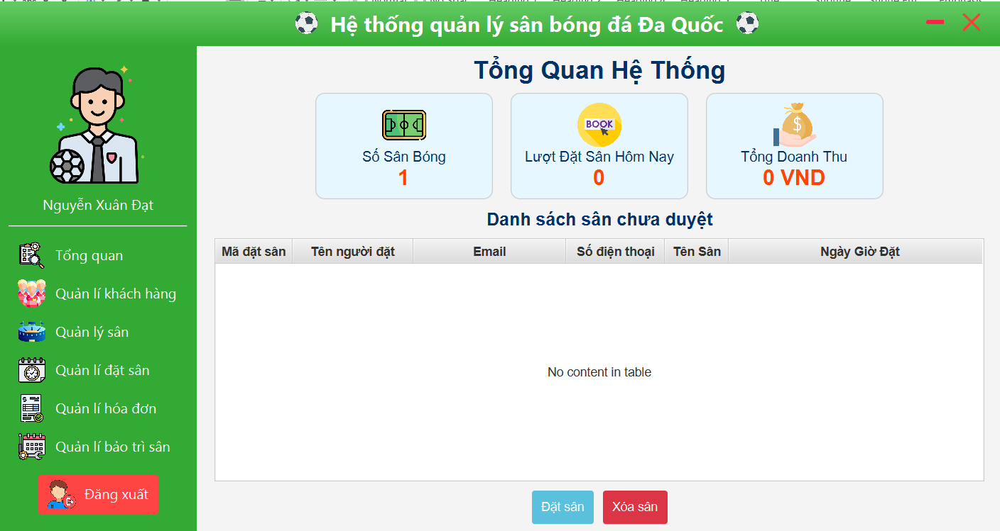 Hệ thống quản lý sân bóng đá Đa Quốc
Nguyễn Xuân Đạt
Tổng quan
Quản lí khách hàng
Quản lý sân
Quản lí đặt sân
Quản lí hóa đơn
Quản lí bảo trì sân
Đăng xuất
Tổng Quan Hệ Thống
Số Sân Bóng
1
BOOK
Lượt Đặt Sân Hôm Nay
0
$
Tổng Doanh Thu
0 VND
Danh sách sân chưa duyệt
Mã đặt sân Tên người đặt Email Số điện thoại Tên Sân Ngày Giờ Đặt
No content in table
Đặt sân Xóa sân